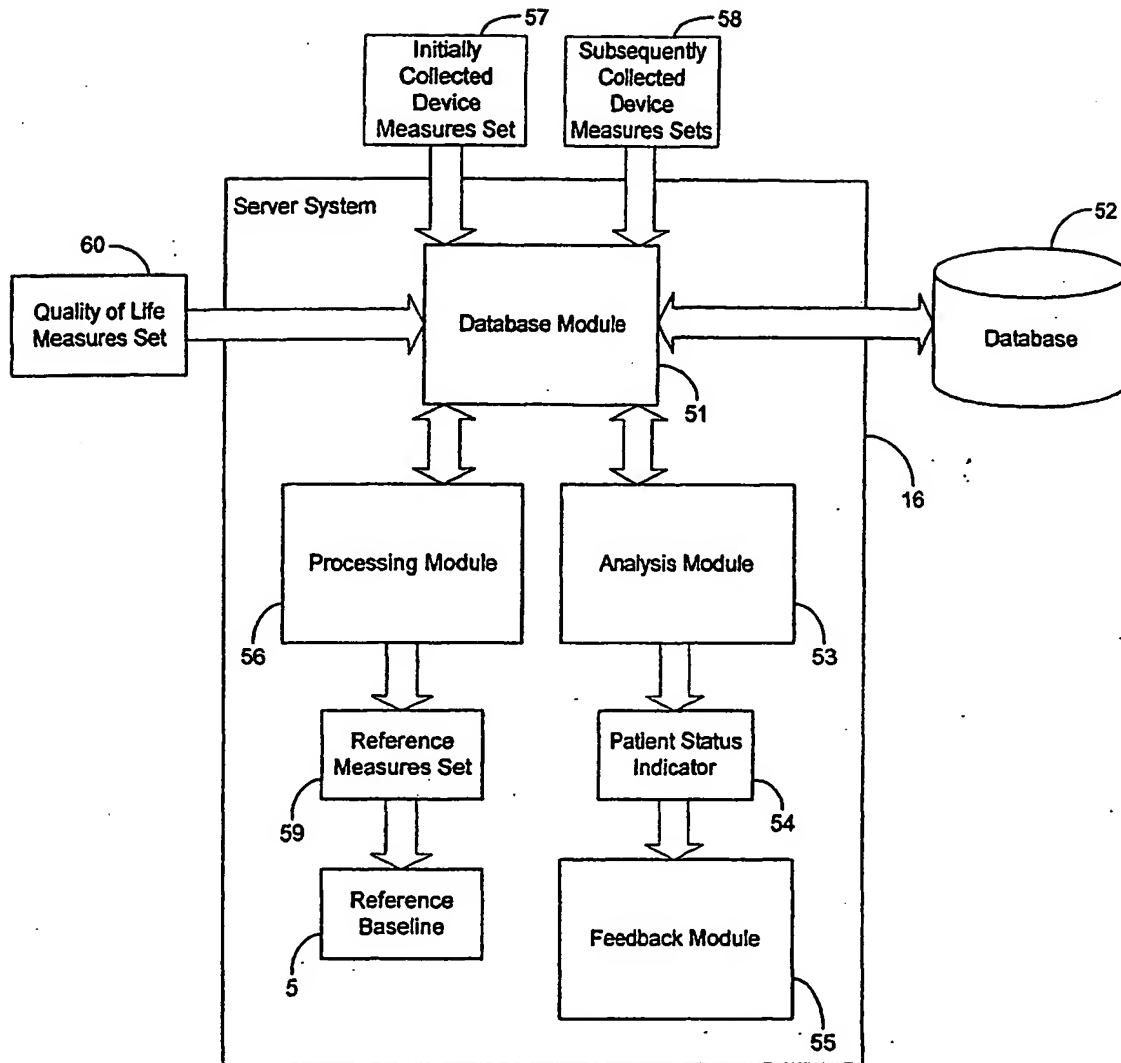 57
58
Initially
Collected
Device
Measures Set
Subsequently
Collected
Device
Measures Sets
Server System
52
60
Quality of Life
Measures Set
Database Module
Database
51
16
Processing Module
Analysis Module
56
53
Reference
Measures Set
Patient Status
Indicator
59
54
Reference
Baseline
Feedback Module
5
55